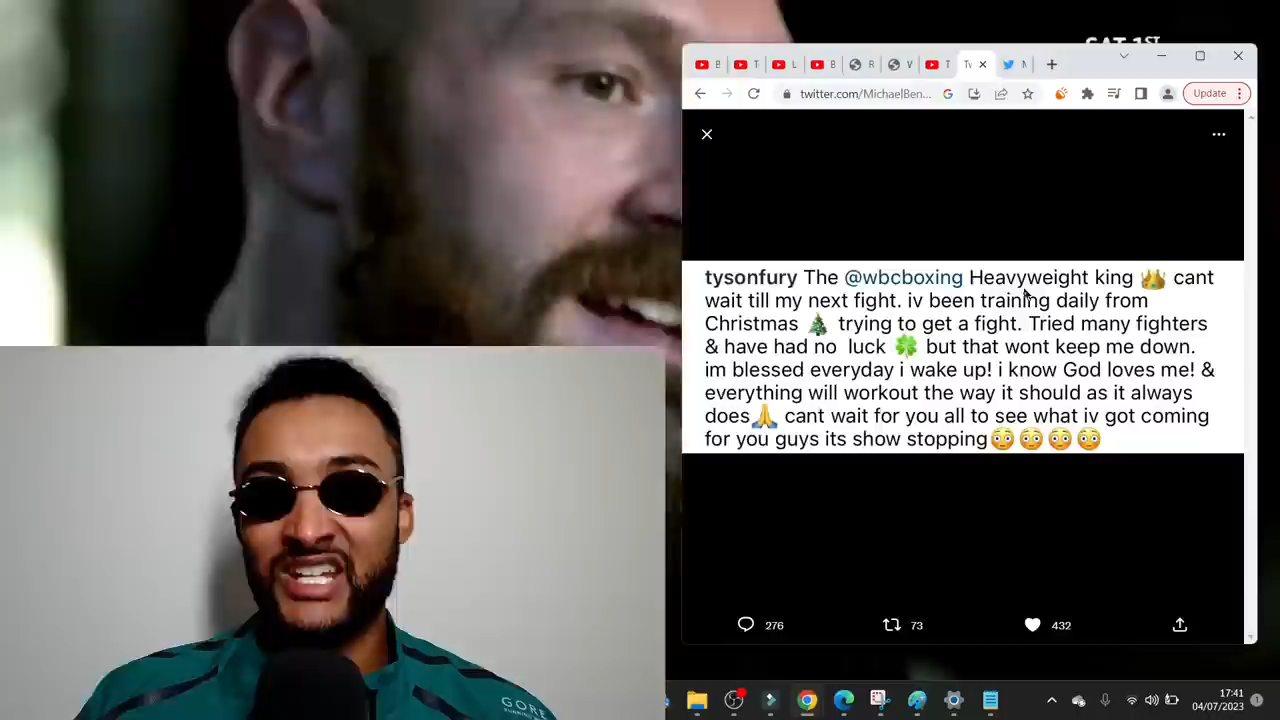 SAT 1ST
B
T
L
B
R
V
T
Tv
N
twitter.com/MichaelBen...
Update
tysonfury The @wbcboxing Heavyweight king 👑 cant
wait till my next fight. iv been training daily from
Christmas 🎄 trying to get a fight. Tried many fighters
& have had no luck 🍀 but that wont keep me down.
im blessed everyday i wake up! i know God loves me! &
everything will workout the way it should as it always
does🙏 cant wait for you all to see what iv got coming
for you guys its show stopping😳😳😳😳
276
73
432
GORE
17:41
04/07/2023